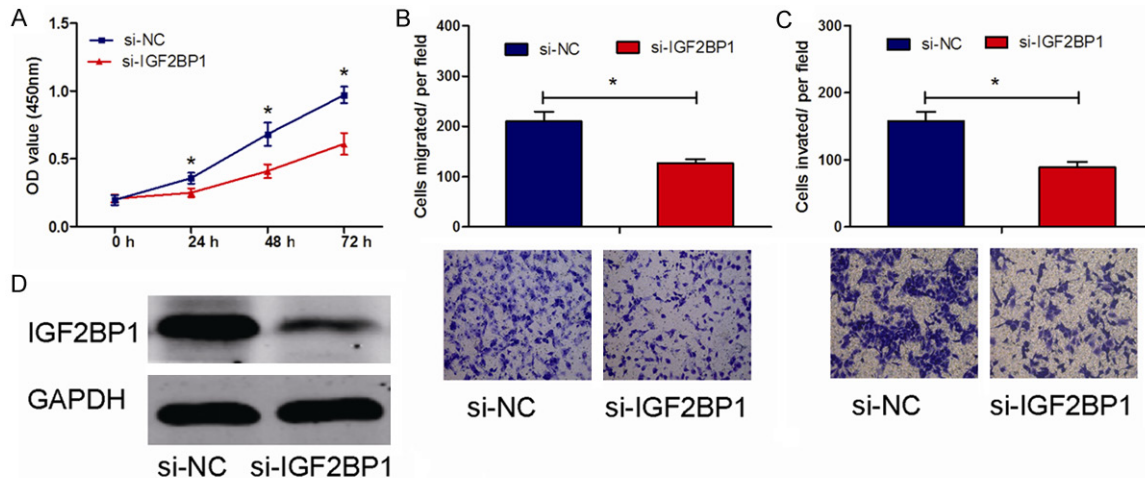 A
OD value (450nm)
1.5
1.0
0.5
0.0
si-NC
si-IGF2BP1
*
*
*
0 h
24 h
48 h
72 h
B
Cells migrated/ per field
400
300
200
100
0
si-NC
si-IGF2BP1
*
si-NC
si-IGF2BP1
C
Cells invated/ per field
300
200
100
0
si-NC
si-IGF2BP1
*
si-NC
si-IGF2BP1
D
IGF2BP1
GAPDH
si-NC
si-IGF2BP1